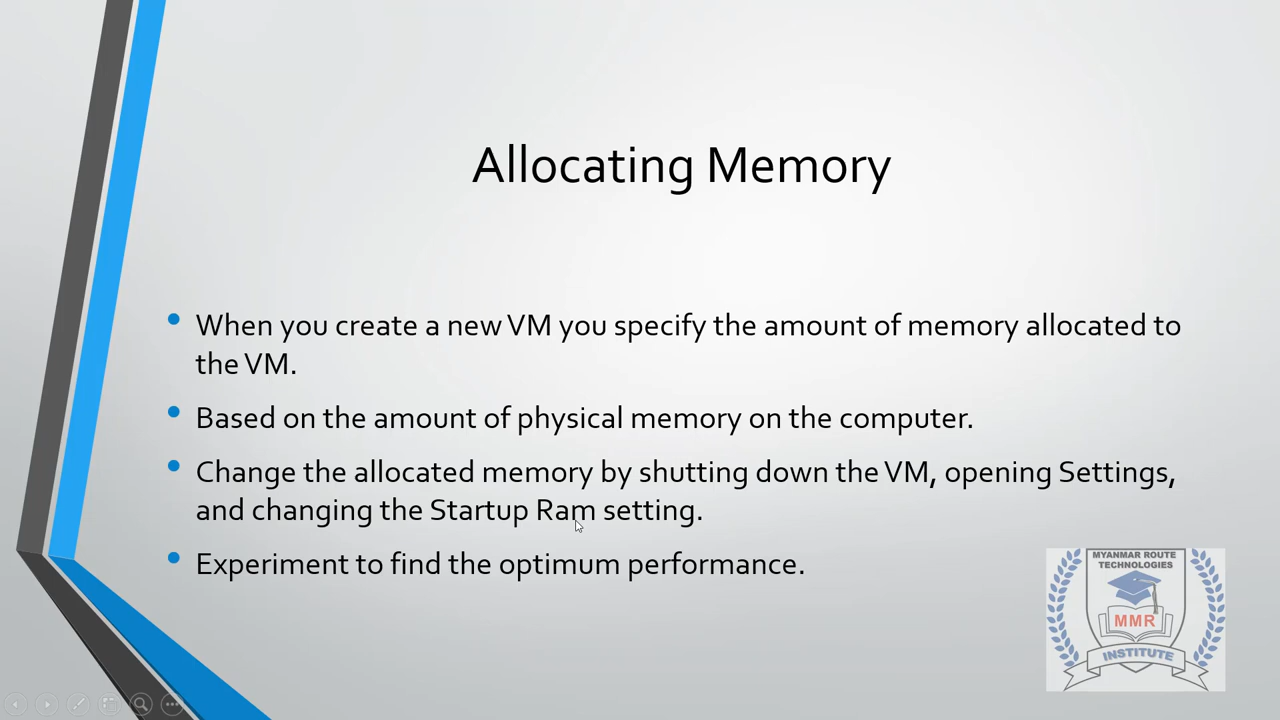 Allocating Memory
When you create a new VM you specify the amount of memory allocated to
the VM.
Based on the amount of physical memory on the computer.
Change the allocated memory by shutting down the VM, opening Settings,
and changing the Startup Ram setting.
Experiment to find the optimum performance.
MYANMAR ROUTE
TECHNOLOGIES
MMR
INSTITUTE